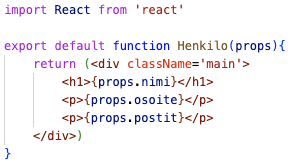 import React from 'react'

export default function Henkilo(props){
    return (<div className='main'>
        <h1>{props.nimi}</h1>
        <p>{props.osoite}</p>
        <p>{props.postit}</p>
    </div>)
}